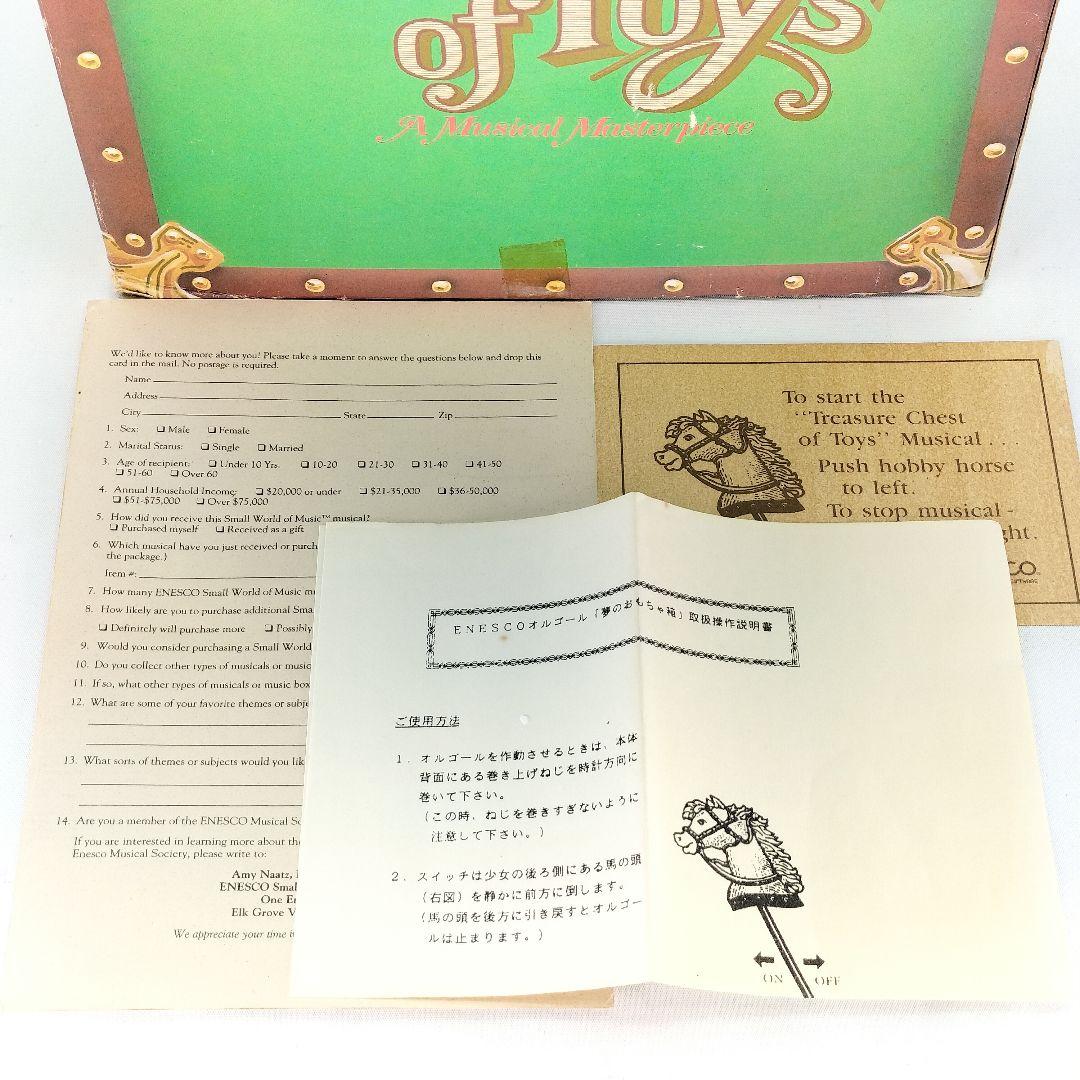 of Toys
A Musical Masterpiece
We'd like to know more about you! Please take a moment to answer the questions below and drop this
card in the mail. No postage is required.
Name
Address
City State Zip
1. Sex: ❑ Male ❑ Female
2. Marital Status: ❑ Single ❑ Married
3. Age of recipient: ❑ Under 10 Yrs. ❑ 10-20 ❑ 21-30 ❑ 31-40 ❑ 41-50
❑ 51-60 ❑ Over 60
4. Annual Household Income: ❑ $20,000 or under ❑ $21-35,000 ❑ $36-50,000
❑ $51-$75,000 ❑ Over $75,000
5. How did you receive this Small World of Music™ musical?
❑ Purchased myself ❑ Received as a gift
6. Which musical have you just received or purch
the package.)
Item #:
7. How many ENESCO Small World of Music m
8. How likely are you to purchase additional Sma
❑ Definitely will purchase more ❑ Possibly
9. Would you consider purchasing a Small World
10. Do you collect other types of musicals or music
11. If so, what other types of musicals or music box
12. What are some of your favorite themes or subje
13. What sorts of themes or subjects would you lik
14. Are you a member of the ENESCO Musical So
If you are interested in learning more about the
Enesco Musical Society, please write to:
Amy Naatz,
ENESCO Smal
One En
Elk Grove V
We appreciate your time
To start the
"Treasure Chest
of Toys" Musical . . .
Push hobby horse
to left.
To stop musical -
ght.
CO
ENESCOオルゴール「夢のおもちゃ箱」取扱操作説明書
ご使用方法
1. オルゴールを作動させるときは、本体
背面にある巻き上げねじを時計方向に
巻いて下さい。
(この時、ねじを巻きすぎないように
注意して下さい。)
2. スイッチは少女の後ろ側にある馬の頭
(右図)を静かに前方に倒します。
(馬の頭を後方に引き戻すとオルゴー
ルは止まります。)
ON OFF